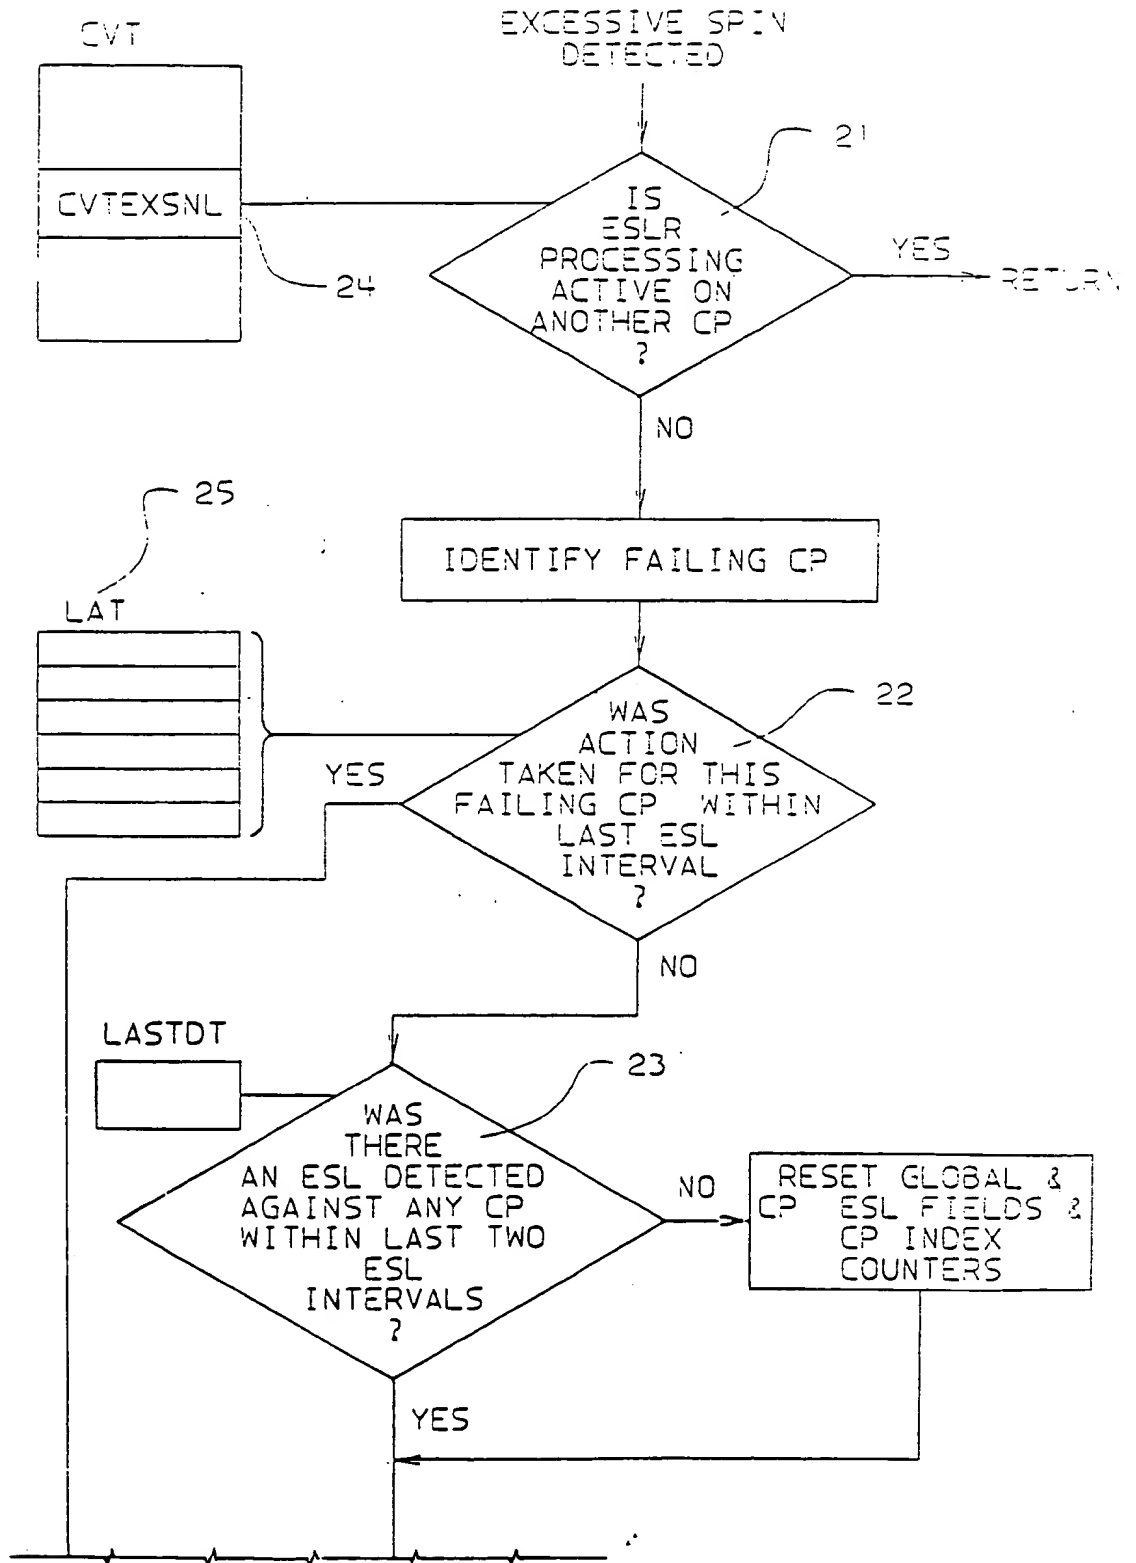 CVT
EXCESSIVE SPIN
DETECTED
21
CVTEXSNL
24
IS
ESLR
PROCESSING
ACTIVE ON
ANOTHER CP
?
YES
RETURN
NO
25
IDENTIFY FAILING CP
LAT
22
WAS
ACTION
TAKEN FOR THIS
FAILING CP WITHIN
LAST ESL
INTERVAL
?
YES
NO
LASTDT
23
WAS
THERE
AN ESL DETECTED
AGAINST ANY CP
WITHIN LAST TWO
ESL
INTERVALS
?
NO
RESET GLOBAL &
CP ESL FIELDS &
CP INDEX
COUNTERS
YES